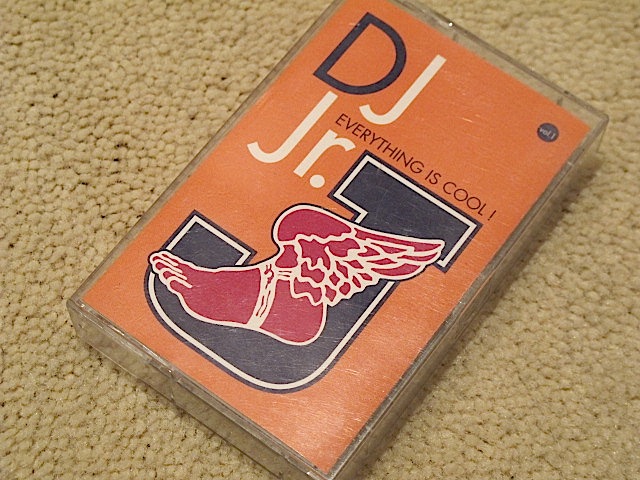 DJ
Jr.
EVERYTHING IS COOL !
vol 1
J